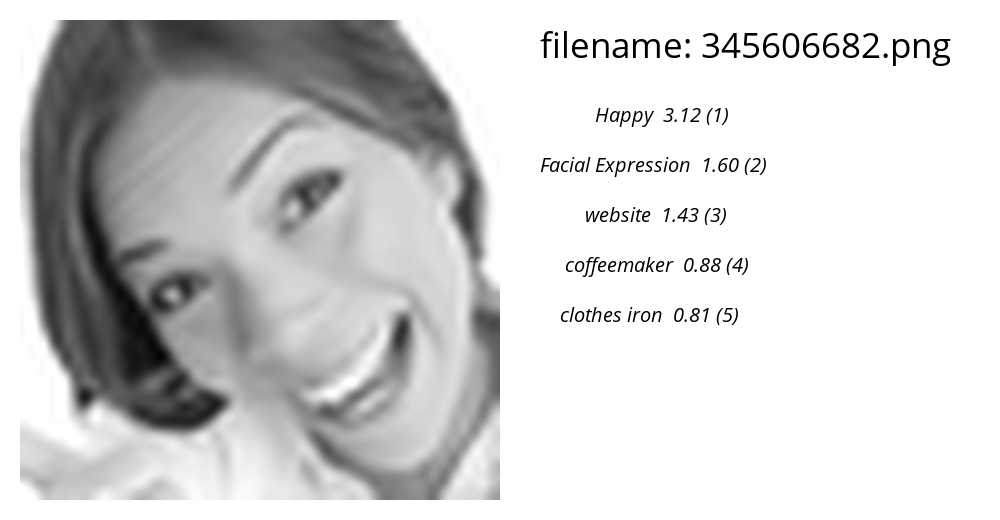 filename: 345606682.png
Happy 3.12 (1)
Facial Expression 1.60 (2)
website 1.43 (3)
coffeemaker 0.88 (4)
clothes iron 0.81 (5)